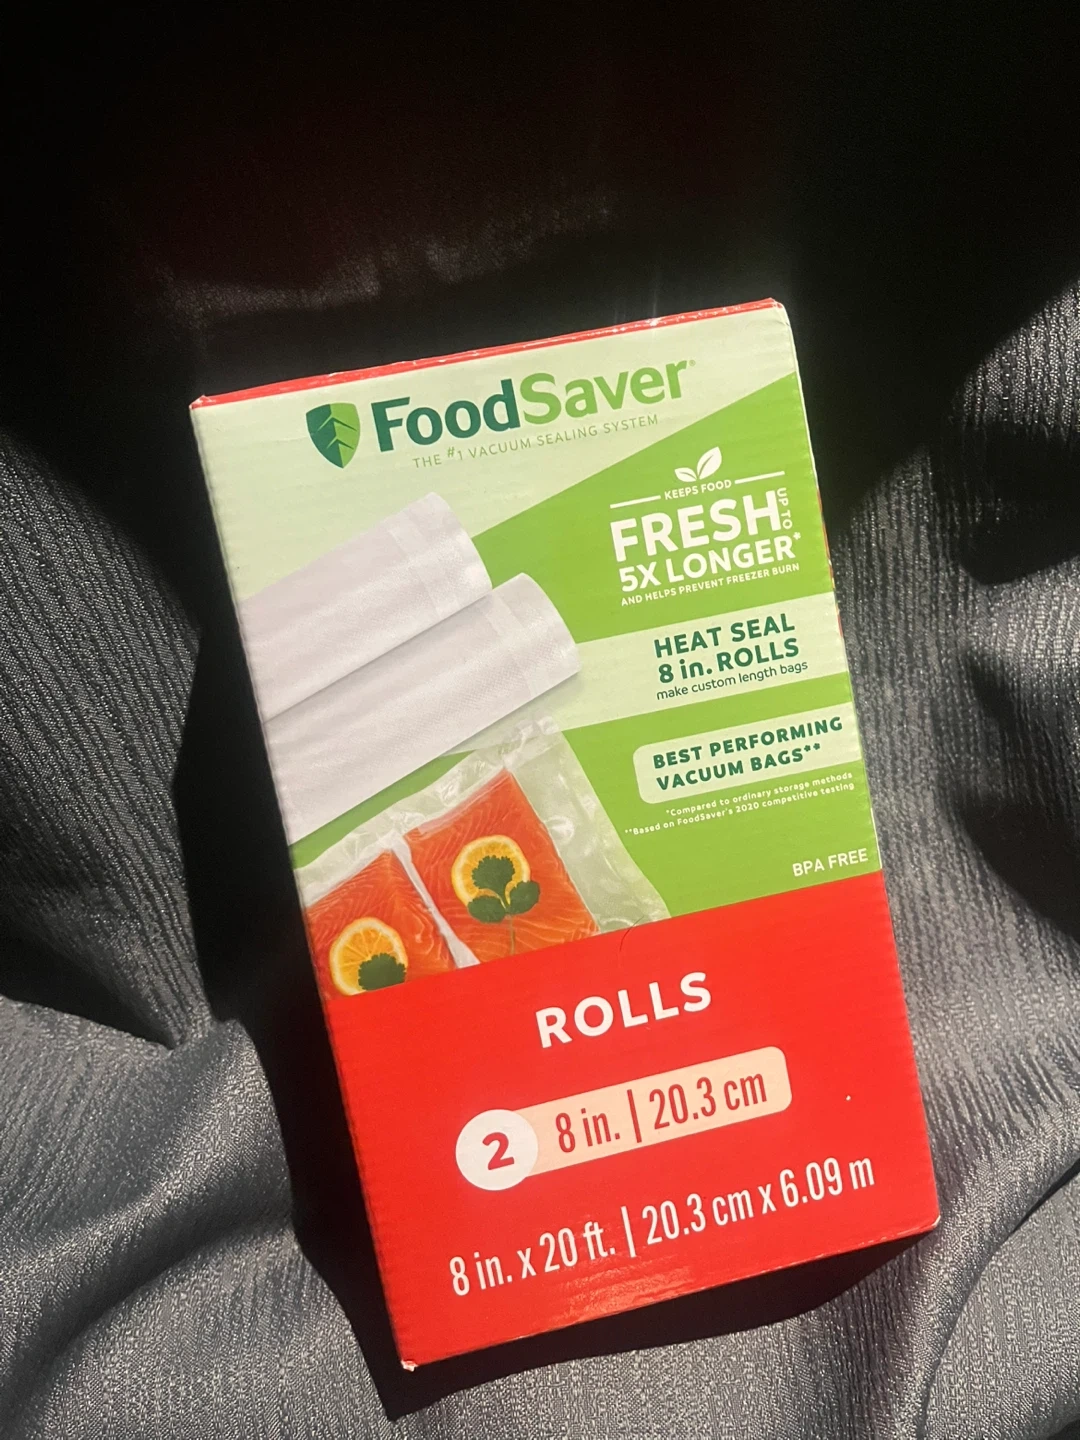 FoodSaver®
THE #1 VACUUM SEALING SYSTEM
KEEPS FOOD
FRESH UP TO
5X LONGER*
AND HELPS PREVENT FREEZER BURN
HEAT SEAL
8 in. ROLLS
make custom length bags
BEST PERFORMING
VACUUM BAGS**
*Compared to ordinary storage methods
**Based on FoodSaver's 2020 competitive testing
BPA FREE
ROLLS
2 8 in. | 20.3 cm
8 in. x 20 ft. | 20.3 cm x 6.09 m